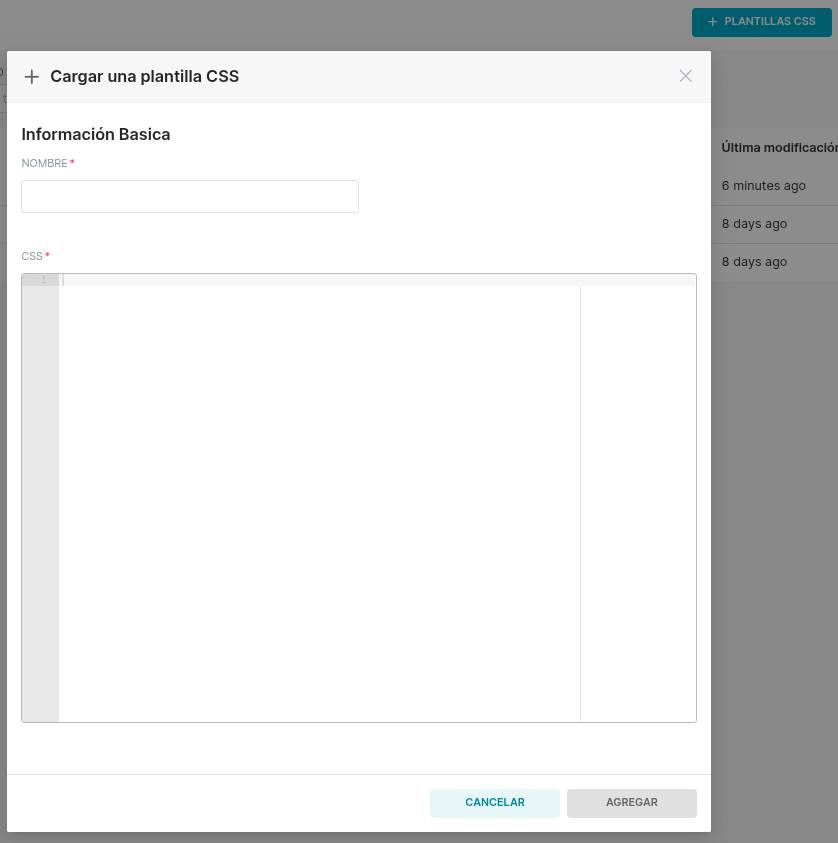 + PLANTILLAS CSS
Cargar una plantilla CSS
Información Basica
NOMBRE *
CSS *
1
CANCELAR
AGREGAR
Última modificación
6 minutes ago
8 days ago
8 days ago